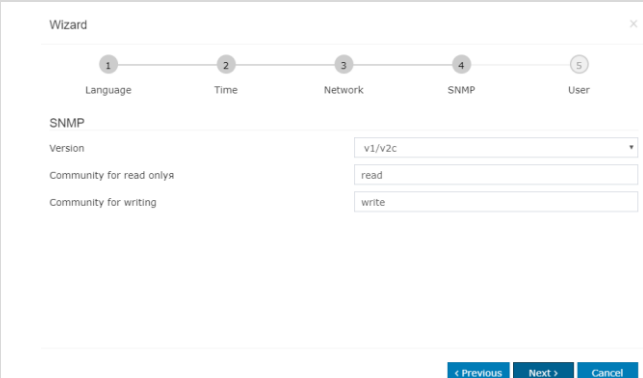 Wizard ×
1 2 3 4 5
Language Time Network SNMP User
SNMP
Version v1/v2c
Community for read onlyя read
Community for writing write
< Previous Next > Cancel